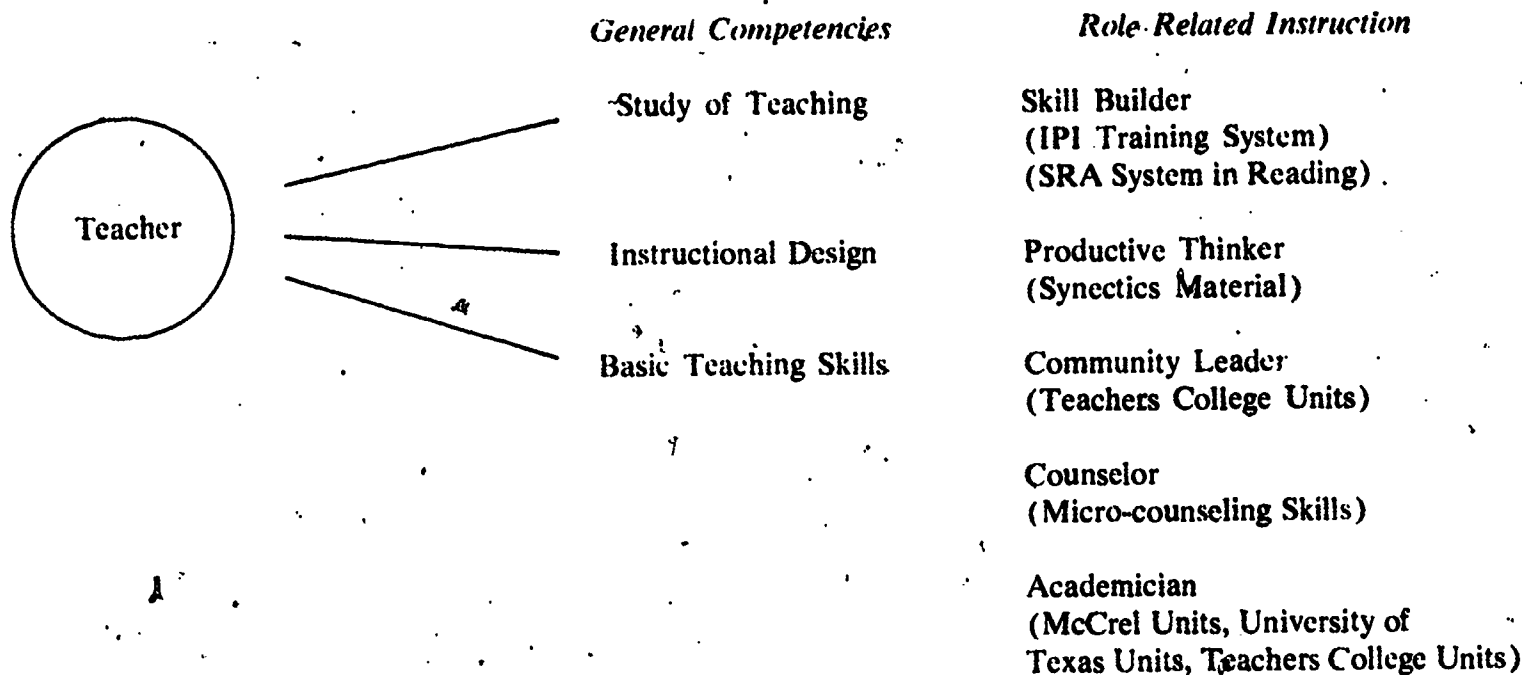 General Competencies
Role Related Instruction
Teacher
Study of Teaching
Instructional Design
Basic Teaching Skills
Skill Builder
(IPI Training System)
(SRA System in Reading)
Productive Thinker
(Synectics Material)
Community Leader
(Teachers College Units)
Counselor
(Micro-counseling Skills)
Academician
(McCrel Units, University of
Texas Units, Teachers College Units)